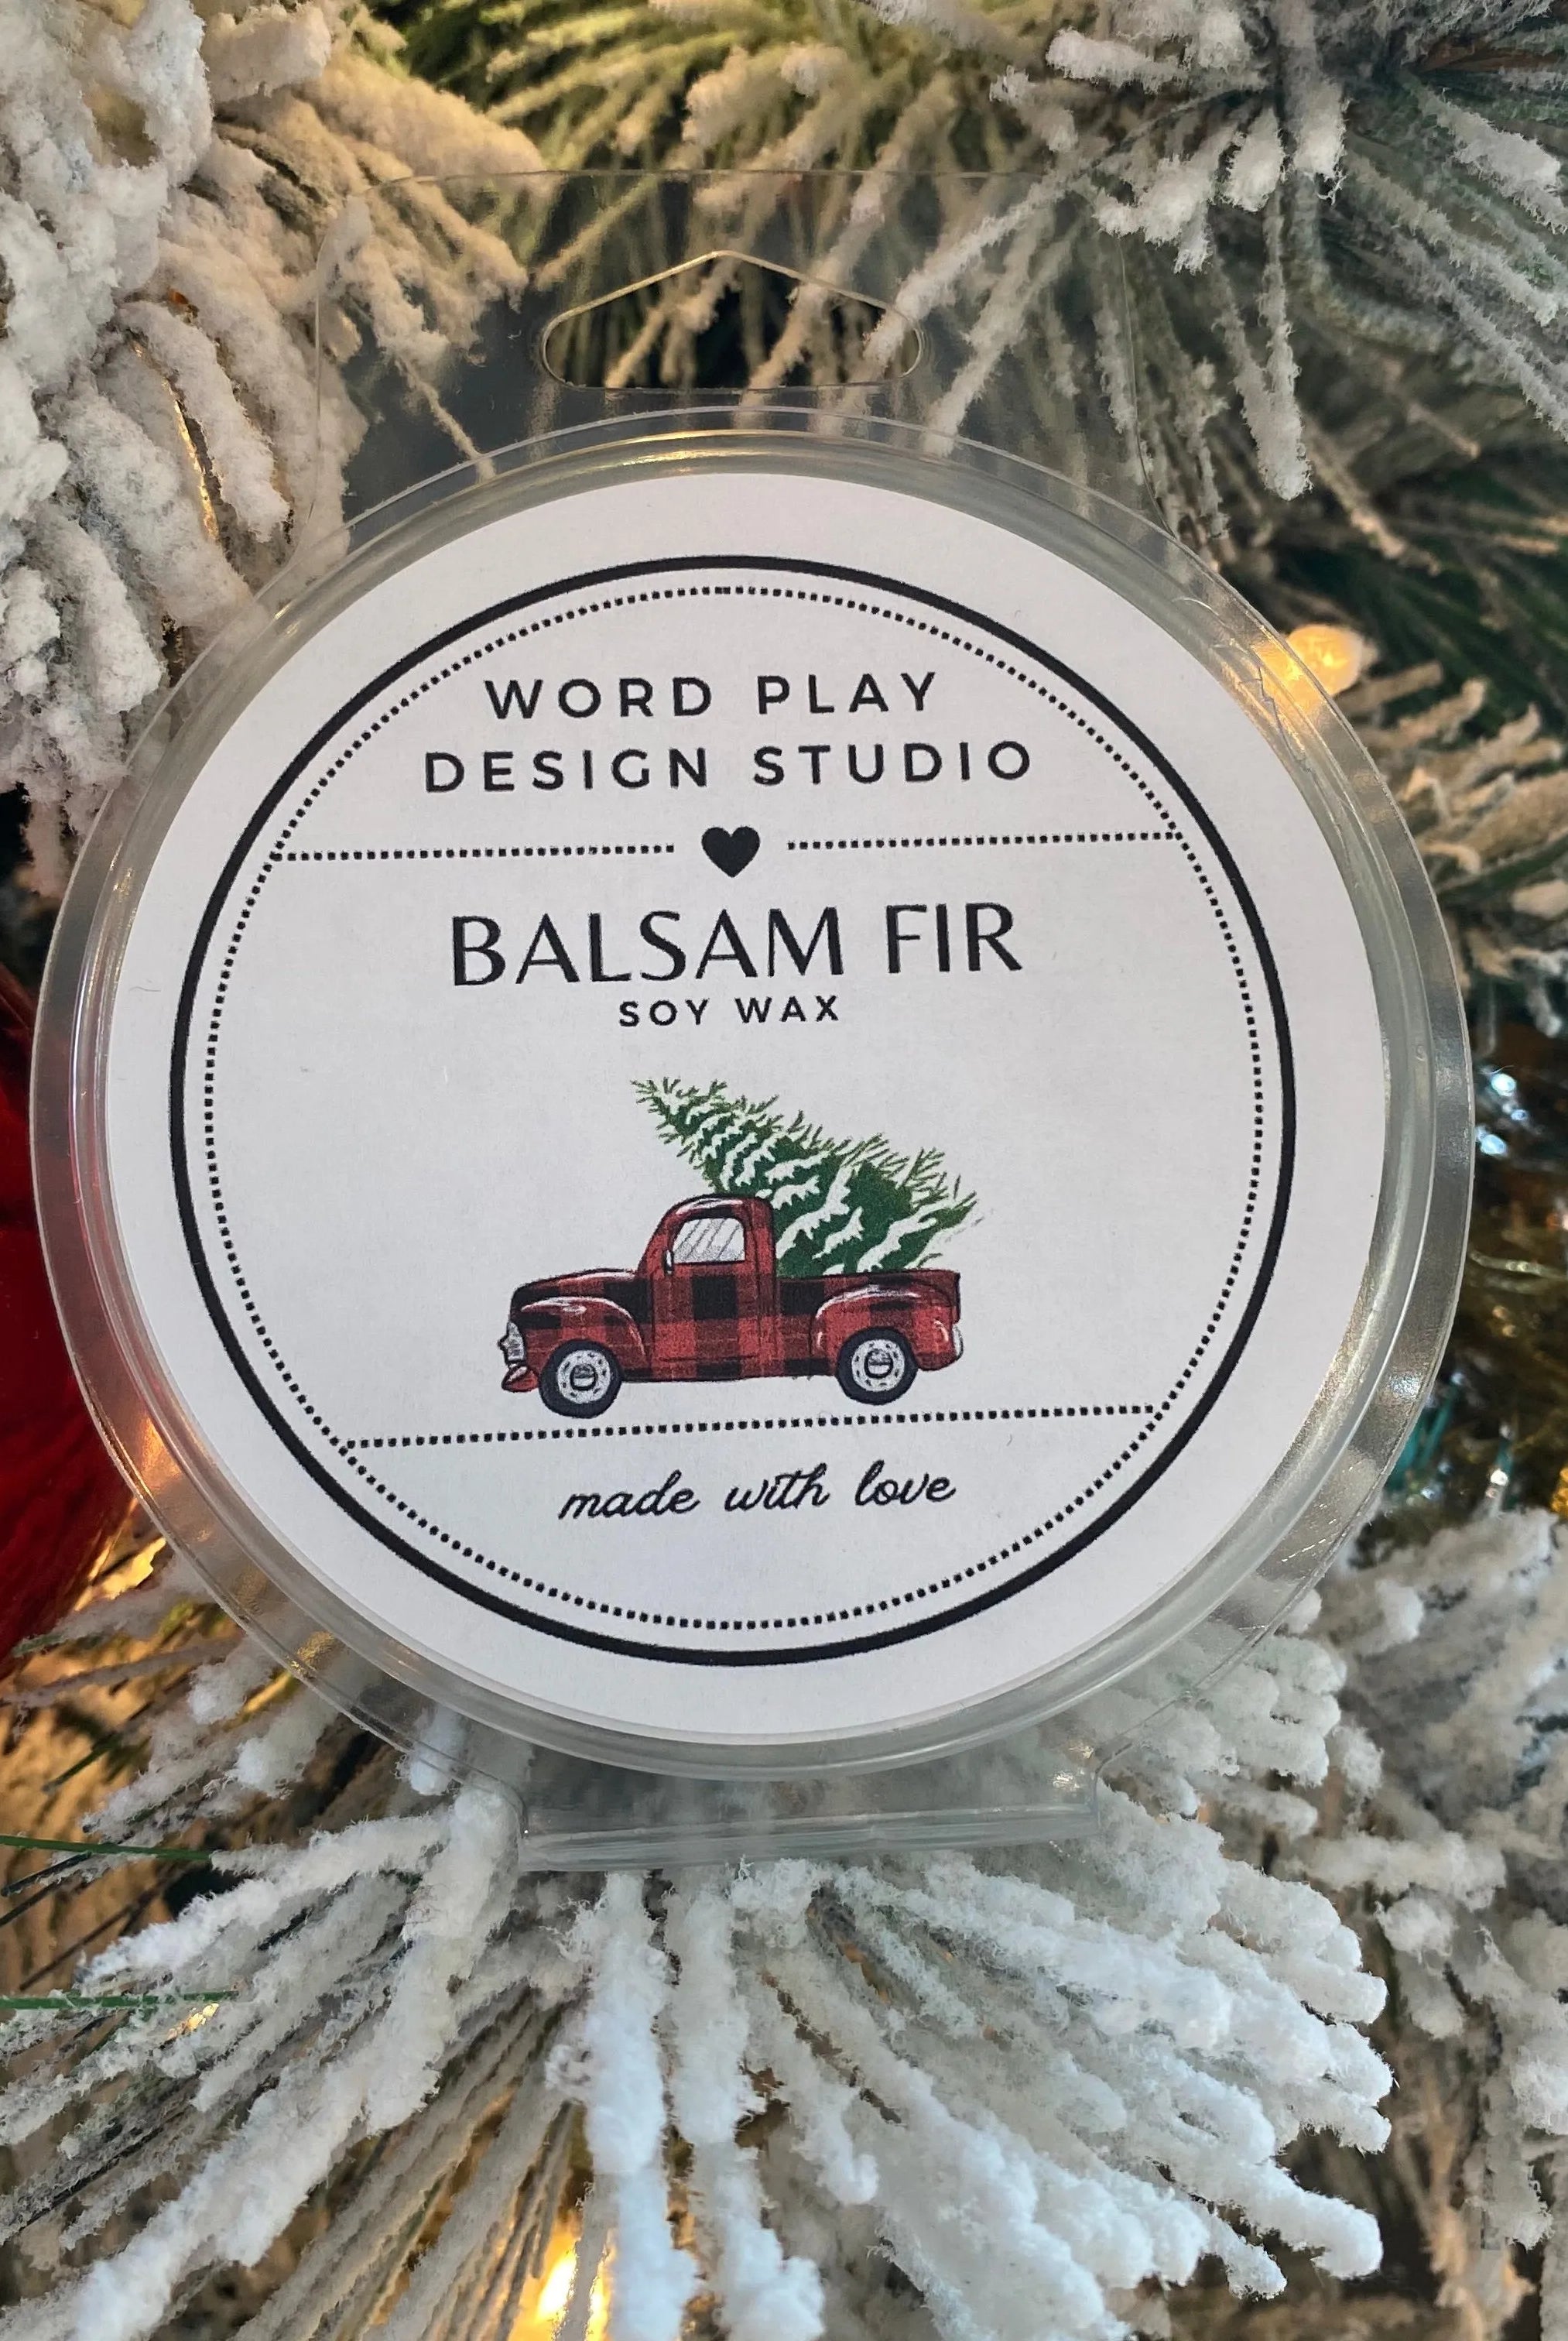 WORD PLAY
DESIGN STUDIO
BALSAM FIR
SOY WAX
made with love